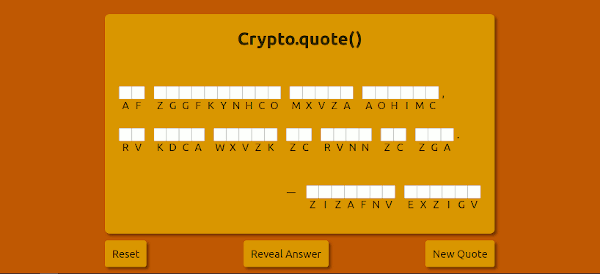 Crypto.quote()
A F Z G G F K Y N H C O M X V Z A A O H I M C ,
R V K D C A W X V Z K Z C R V N N Z C Z G A .
— Z I Z A F N V E X Z I G V
Reset Reveal Answer New Quote